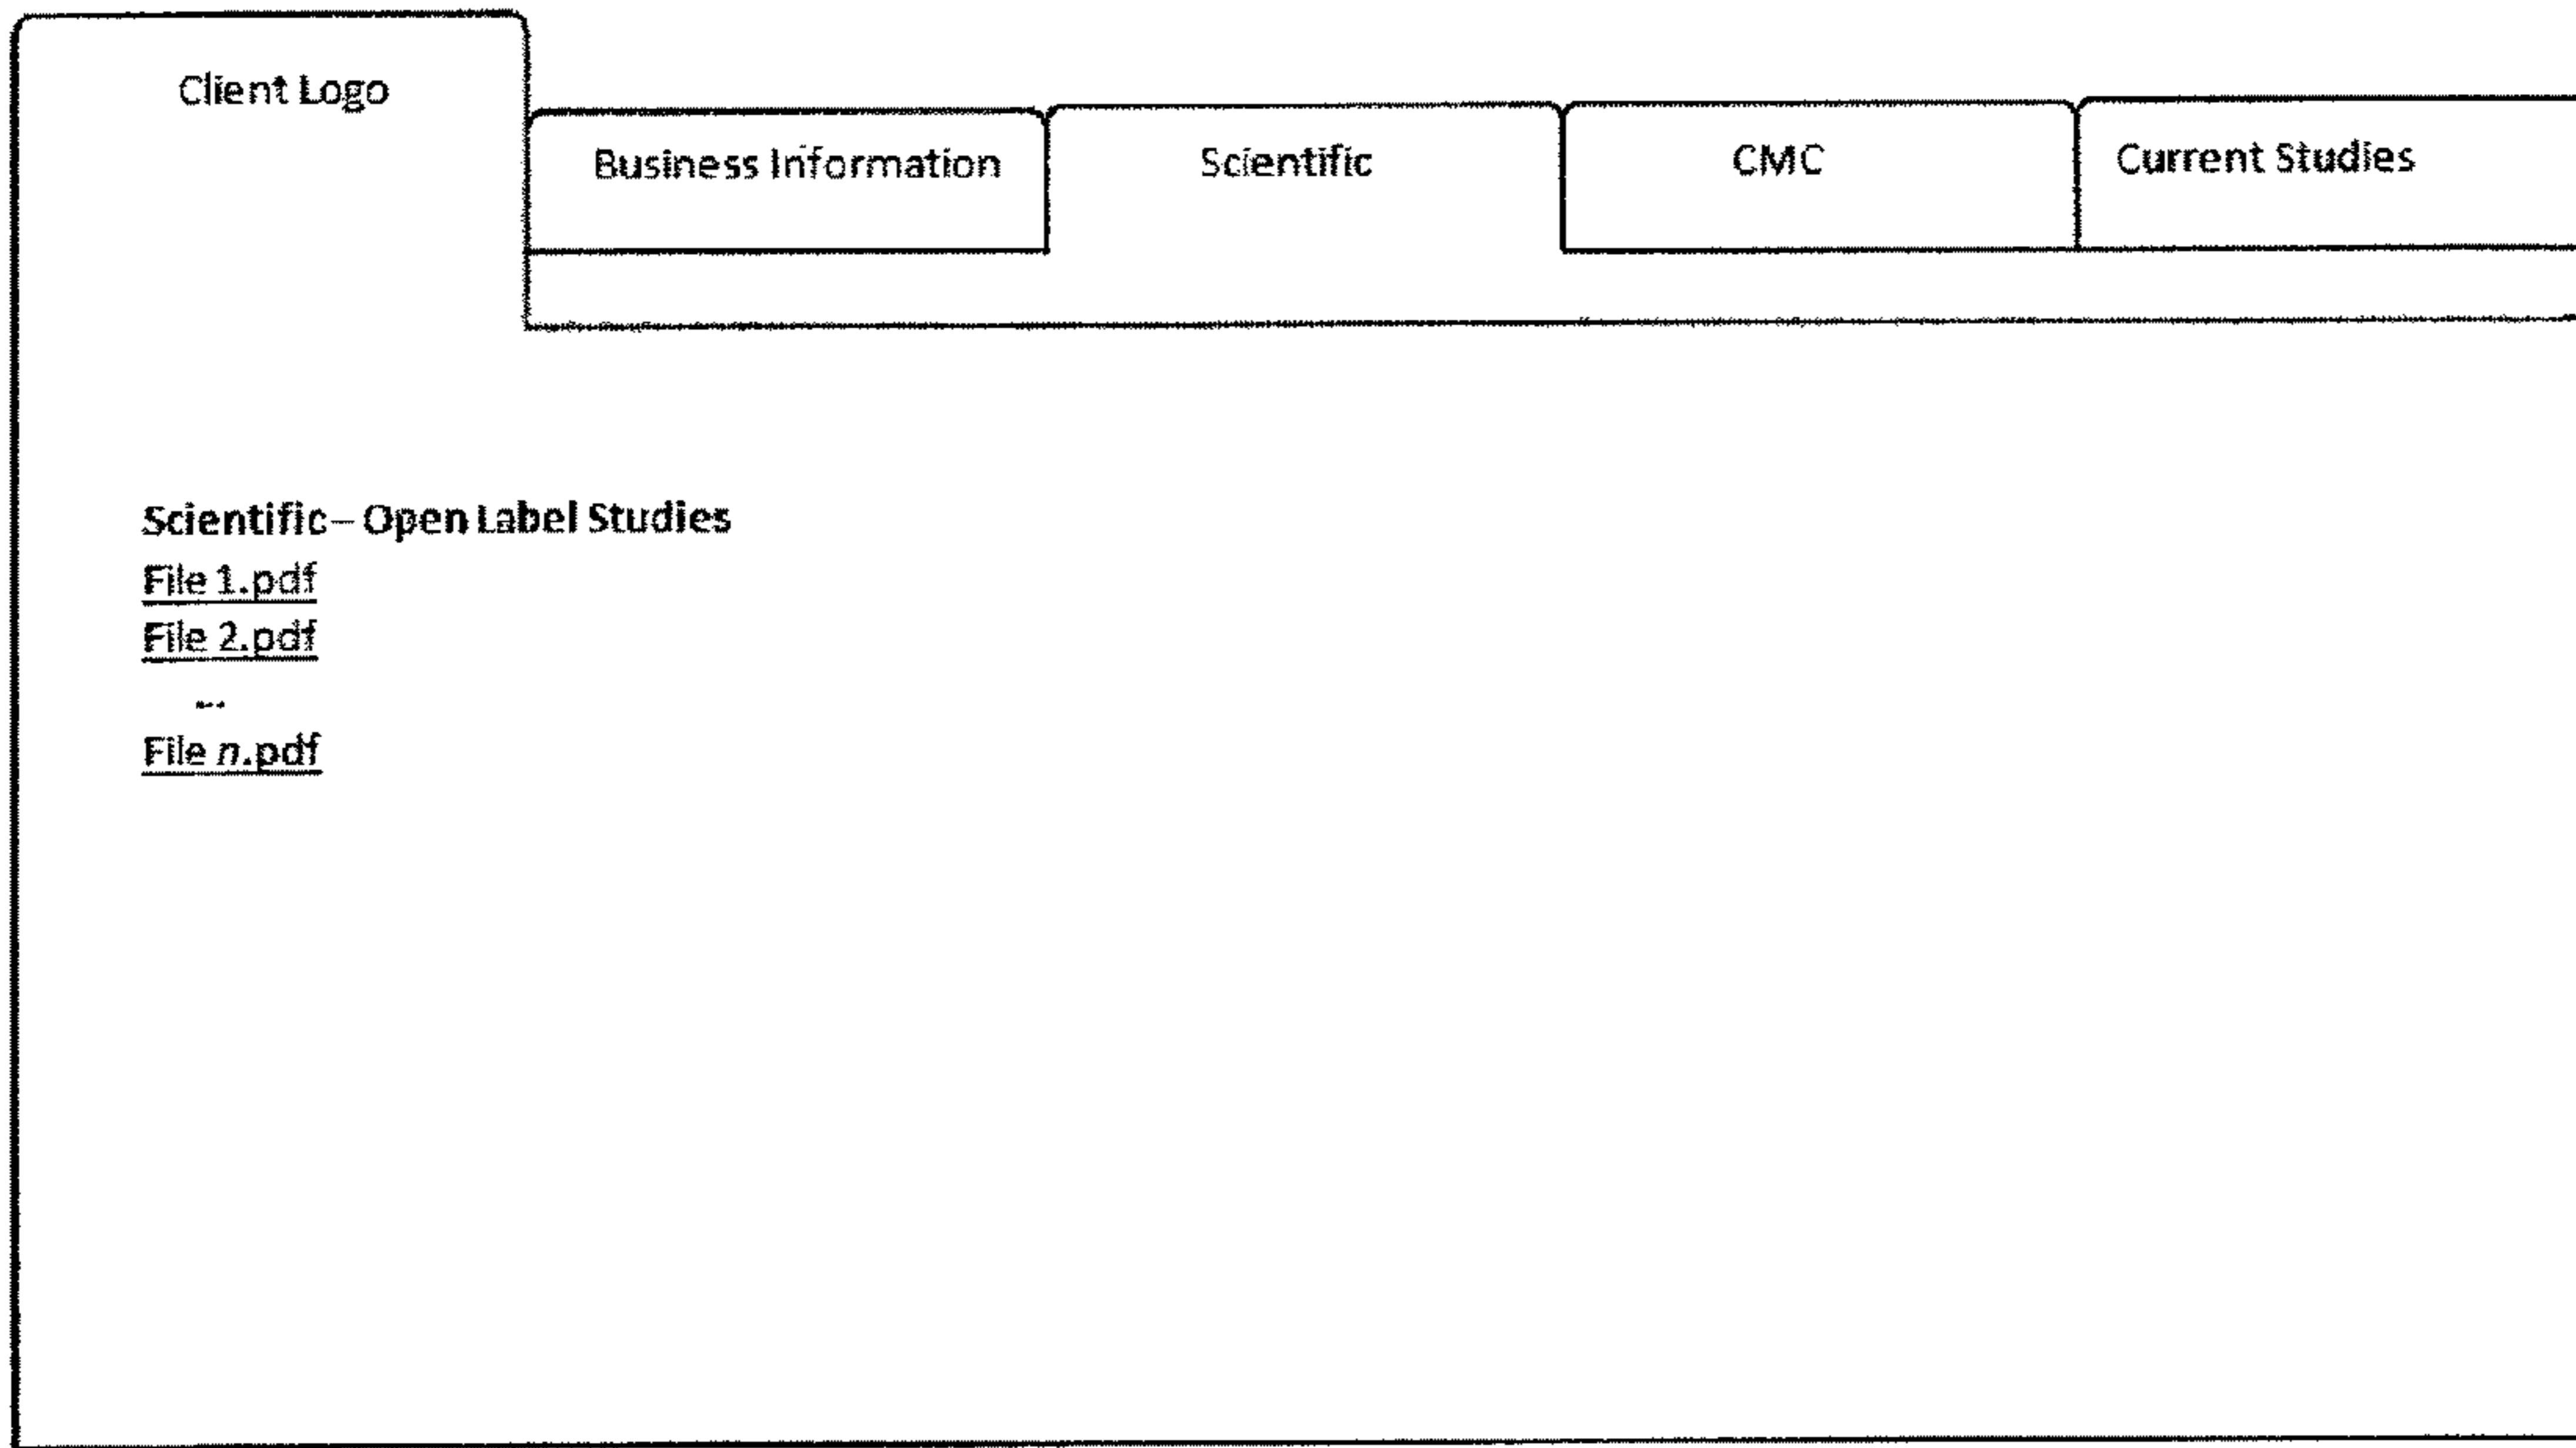 Client Logo
Business Information
Scientific
CMC
Current Studies
Scientific – Open Label Studies
File 1.pdf
File 2.pdf
...
File n.pdf